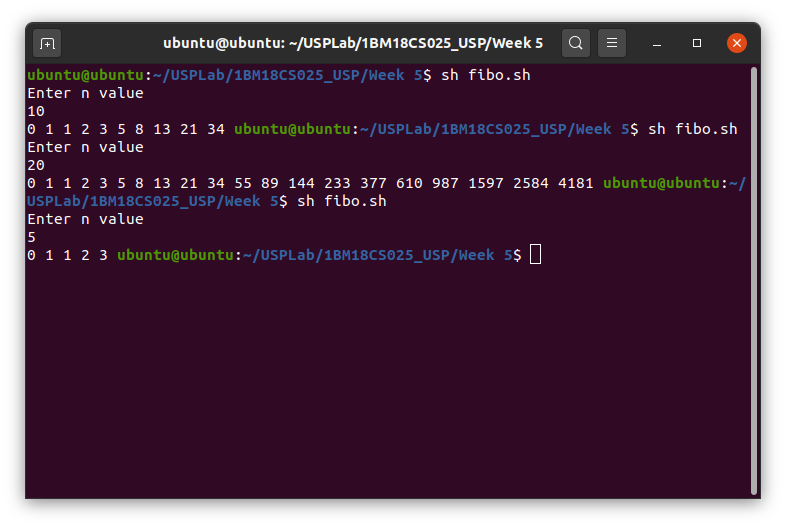 ubuntu@ubuntu: ~/USPLab/1BM18CS025_USP/Week 5
ubuntu@ubuntu:~/USPLab/1BM18CS025_USP/Week 5$ sh fibo.sh
Enter n value
10
0 1 1 2 3 5 8 13 21 34 ubuntu@ubuntu:~/USPLab/1BM18CS025_USP/Week 5$ sh fibo.sh
Enter n value
20
0 1 1 2 3 5 8 13 21 34 55 89 144 233 377 610 987 1597 2584 4181 ubuntu@ubuntu:~/
USPLab/1BM18CS025_USP/Week 5$ sh fibo.sh
Enter n value
5
0 1 1 2 3 ubuntu@ubuntu:~/USPLab/1BM18CS025_USP/Week 5$